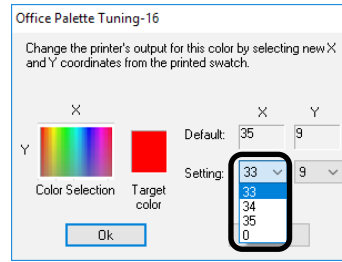 Office Palette Tuning-16
Change the printer's output for this color by selecting new X
and Y coordinates from the printed swatch.
X
X Y
Default: 35 9
Y
Setting: 33 9
33
34
35
0
Color Selection
Target
color
Ok